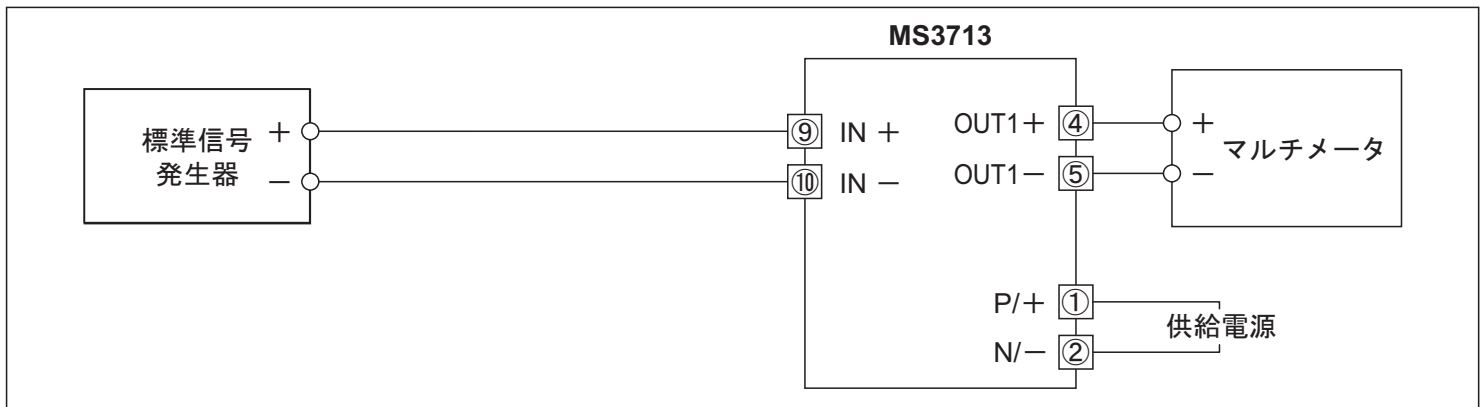 MS3713
標準信号
発生器
＋
－
⑨ IN ＋
⑩ IN －
OUT1＋ ④
OUT1－ ⑤
＋
－
マルチメータ
P/＋ ①
N/－ ②
供給電源